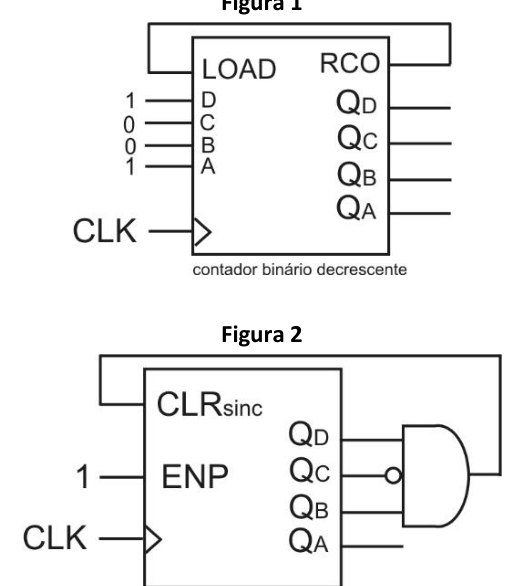 Figura 1
LOAD RCO
1 D QD
0 C QC
0 B QB
1 A QA
CLK
contador binário decrescente
Figura 2
CLRsinc
QD
1 ENP QC
QB
CLK QA